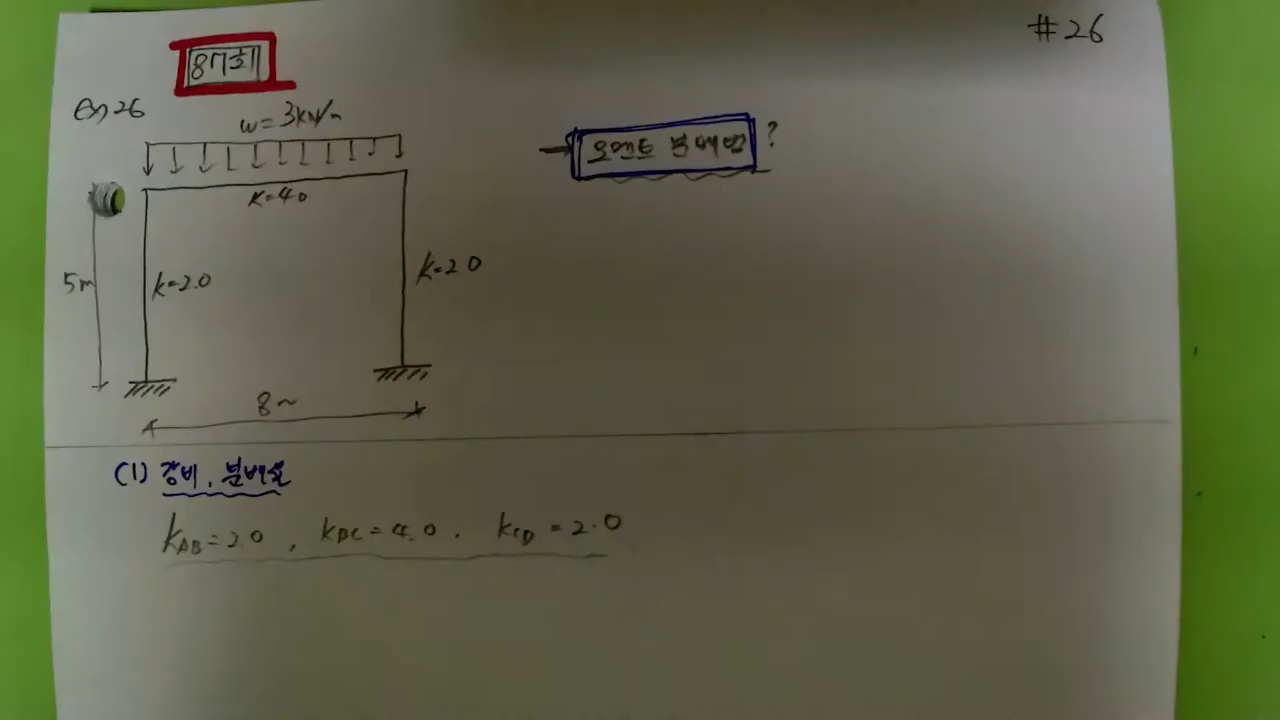 #26
87회
Ex) 26
w=3kN/m
→ 모멘트 분배법 ?
K=4.0
5m
k=2.0
k=2.0
8m
(1) 강비, 분배율
kAB=2.0, kBC=4.0. kCD=2.0